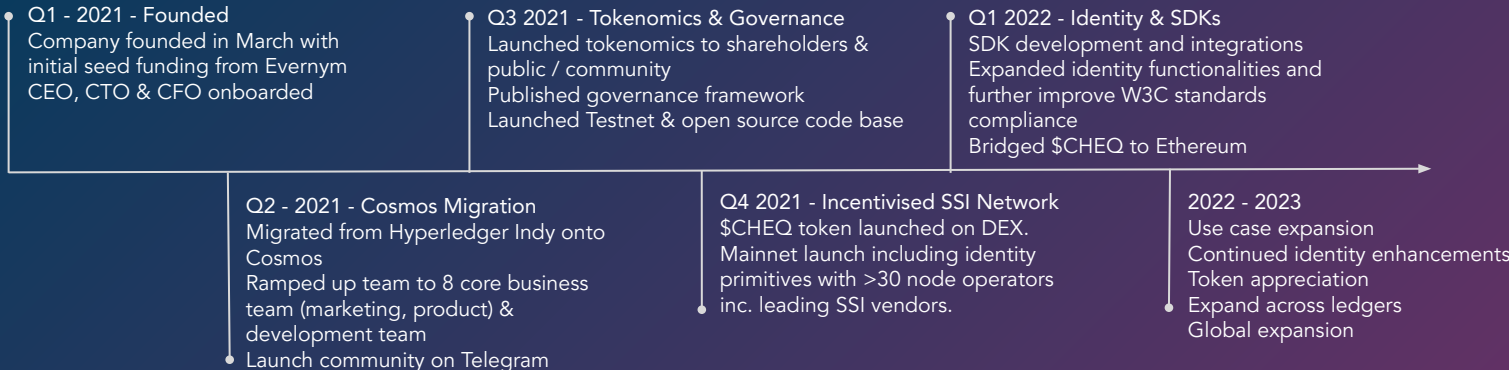 Q1 - 2021 - Founded
Company founded in March with
initial seed funding from Evernym
CEO, CTO & CFO onboarded
Q2 - 2021 - Cosmos Migration
Migrated from Hyperledger Indy onto
Cosmos
Ramped up team to 8 core business
team (marketing, product) &
development team
Launch community on Telegram
Q3 2021 - Tokenomics & Governance
Launched tokenomics to shareholders &
public / community
Published governance framework
Launched Testnet & open source code base
Q4 2021 - Incentivised SSI Network
$CHEQ token launched on DEX.
Mainnet launch including identity
primitives with >30 node operators
inc. leading SSI vendors.
Q1 2022 - Identity & SDKs
SDK development and integrations
Expanded identity functionalities and
further improve W3C standards
compliance
Bridged $CHEQ to Ethereum
2022 - 2023
Use case expansion
Continued identity enhancements
Token appreciation
Expand across ledgers
Global expansion